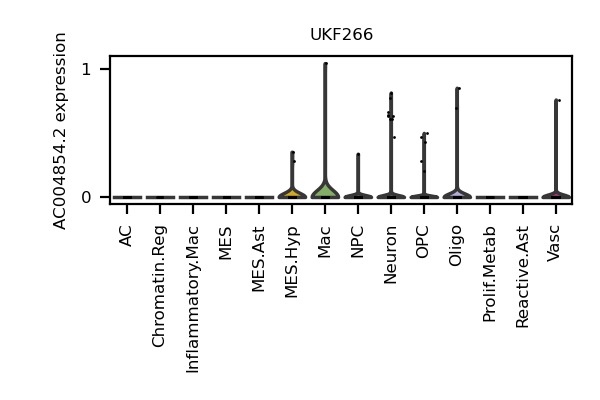 UKF266
AC004854.2 expression
1
0
AC
Chromatin.Reg
Inflammatory.Mac
MES
MES.Ast
MES.Hyp
Mac
NPC
Neuron
OPC
Oligo
Prolif.Metab
Reactive.Ast
Vasc